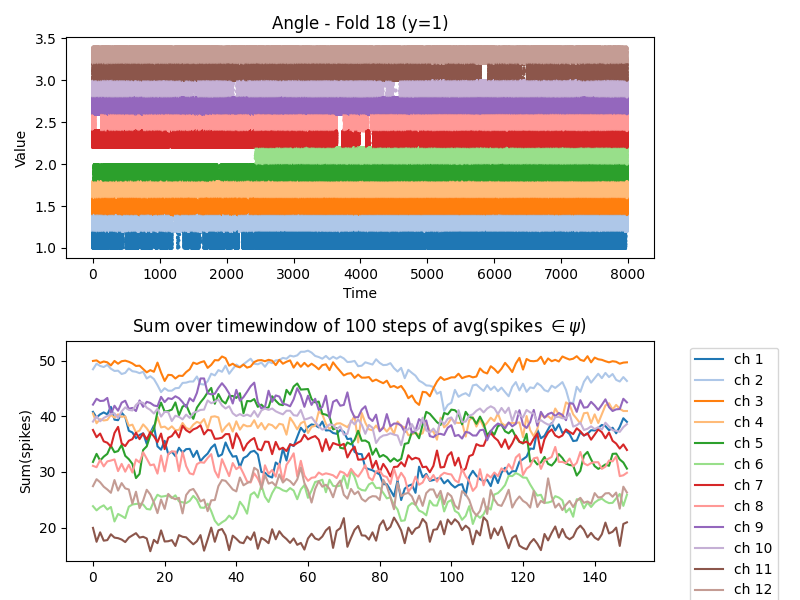 Angle - Fold 18 (y=1)
3.5
3.0
2.5
2.0
1.5
1.0
Value
0 1000 2000 3000 4000 5000 6000 7000 8000
Time
Sum over timewindow of 100 steps of avg(spikes ∈ ψ)
50
40
30
20
Sum(spikes)
0 20 40 60 80 100 120 140
ch 1
ch 2
ch 3
ch 4
ch 5
ch 6
ch 7
ch 8
ch 9
ch 10
ch 11
ch 12